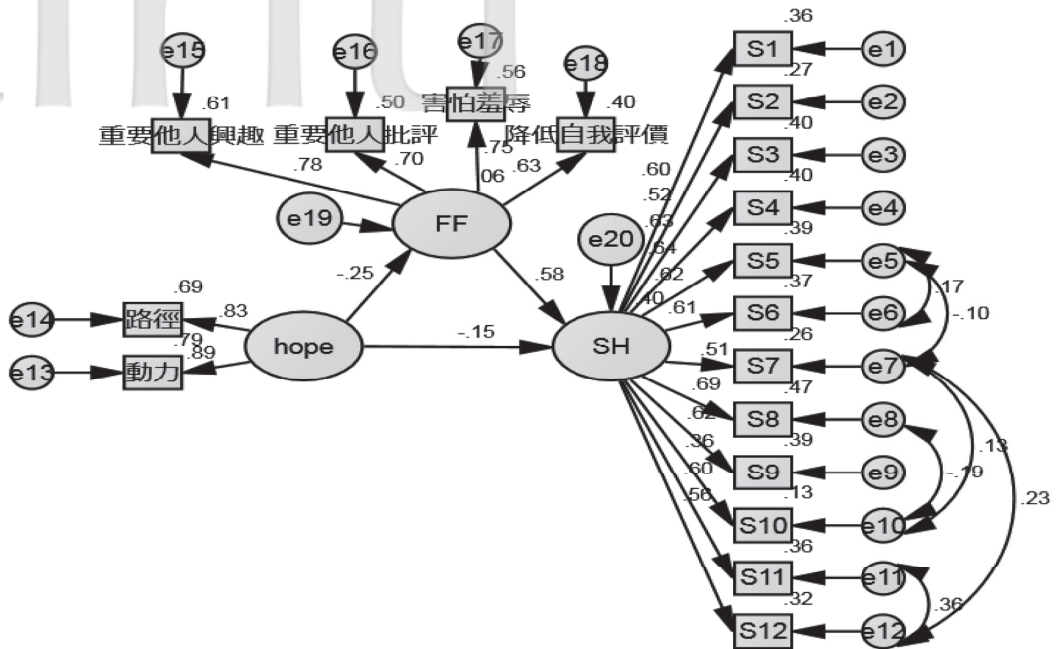 .36
e15
e16
e17
S1
e1
.27
e18
.56
.61
.50
害怕羞辱
.40
S2
e2
.40
重要他人興趣
重要他人批評
降低自我評價
.75
S3
e3
.40
.78
.70
.06
.63
.60
.52
S4
e4
.39
e19
FF
e20
.63
.64
S5
e5
.37
-.25
.58
.62
.40
.17
-.10
.69
.61
S6
e6
.26
e14
路徑
.83
hope
-.15
SH
.51
S7
e7
.47
.79
.89
e13
動力
.69
S8
e8
.39
.62
.13
-.19
.36
S9
e9
.13
.23
.60
.56
S10
e10
.36
S11
e11
.32
.36
S12
e12